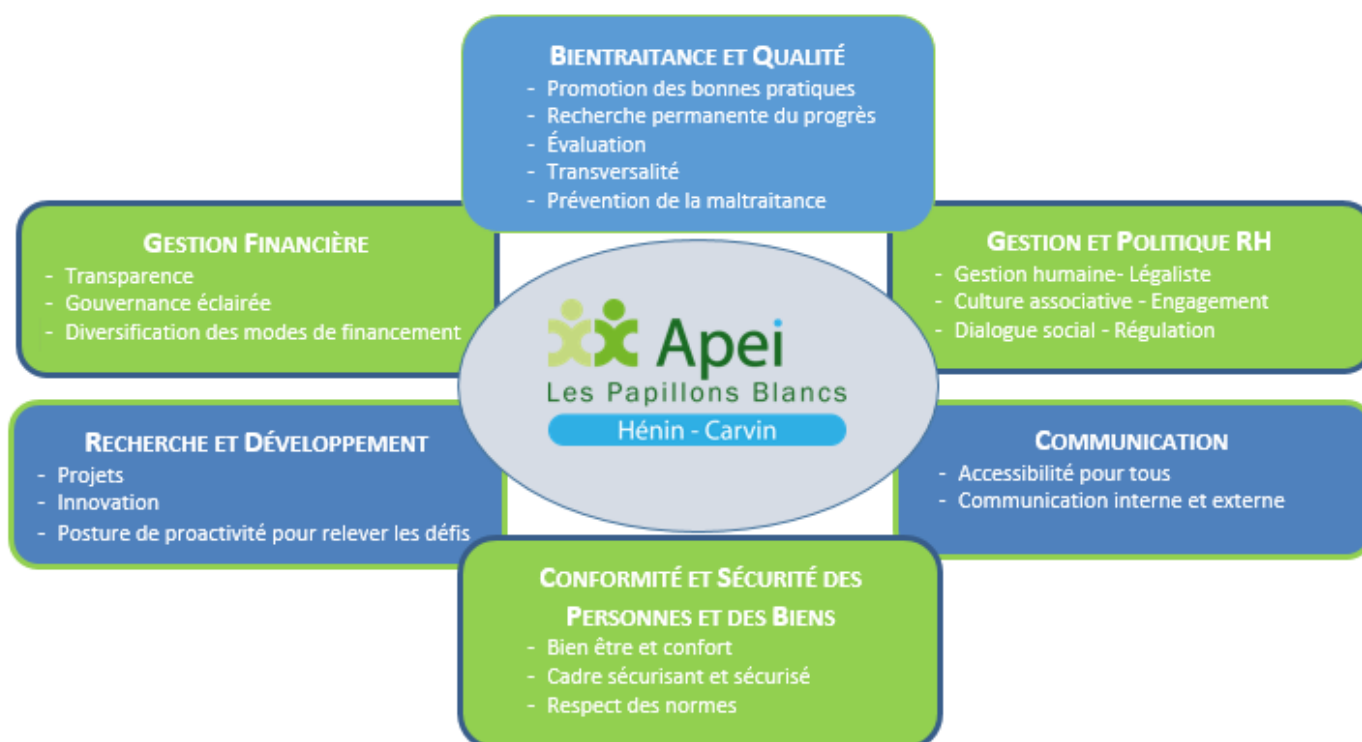 BIENTRAITANCE ET QUALITÉ
- Promotion des bonnes pratiques
- Recherche permanente du progrès
- Évaluation
- Transversalité
- Prévention de la maltraitance
GESTION FINANCIÈRE
- Transparence
- Gouvernance éclairée
- Diversification des modes de financement
GESTION ET POLITIQUE RH
- Gestion humaine- Légaliste
- Culture associative - Engagement
- Dialogue social - Régulation
Apei
Les Papillons Blancs
Hénin - Carvin
RECHERCHE ET DÉVELOPPEMENT
- Projets
- Innovation
- Posture de proactivité pour relever les défis
COMMUNICATION
- Accessibilité pour tous
- Communication interne et externe
CONFORMITÉ ET SÉCURITÉ DES
PERSONNES ET DES BIENS
- Bien être et confort
- Cadre sécurisant et sécurisé
- Respect des normes